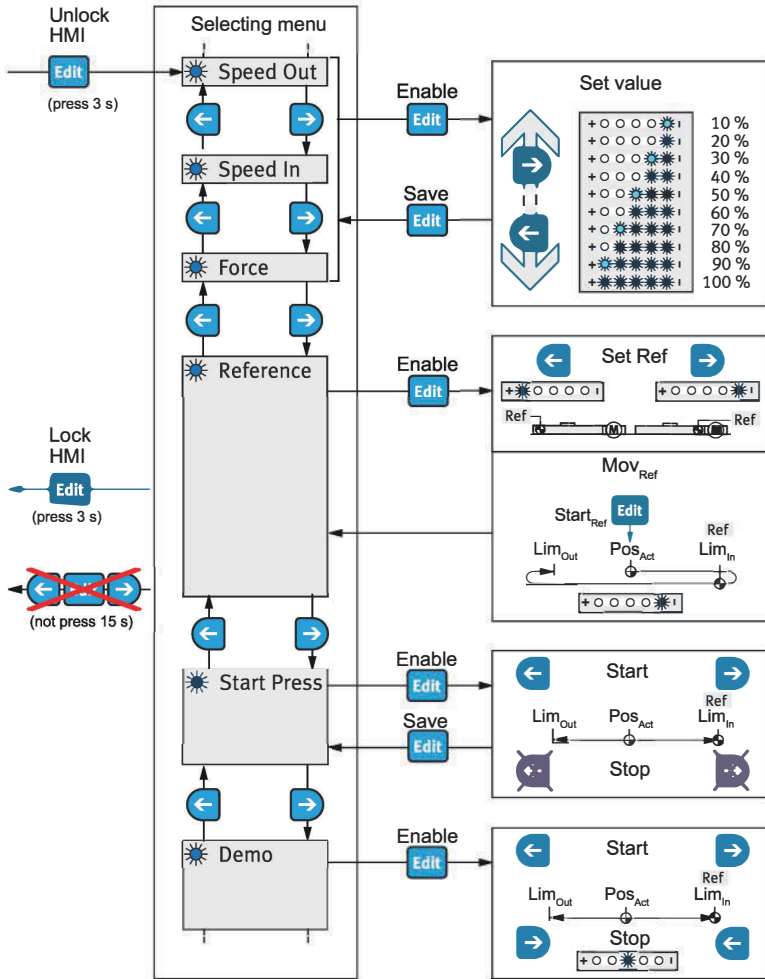 Unlock
HMI
Edit
(press 3 s)
Selecting menu
Speed Out
Speed In
Force
Reference
Start Press
Demo
Lock
HMI
Edit
(press 3 s)
Edit
(not press 15 s)
Enable
Edit
Save
Edit
Set value
+ - 10 %
20 %
30 %
40 %
50 %
60 %
70 %
80 %
90 %
100 %
Enable
Edit
Set Ref
Ref
M
Ref
M
Mov Ref
Start Ref
Edit
Ref
Lim Out Pos Act Lim In
Enable
Edit
Save
Edit
Start
Ref
Lim Out Pos Act Lim In
Stop
Enable
Edit
Start
Ref
Lim Out Pos Act Lim In
Stop